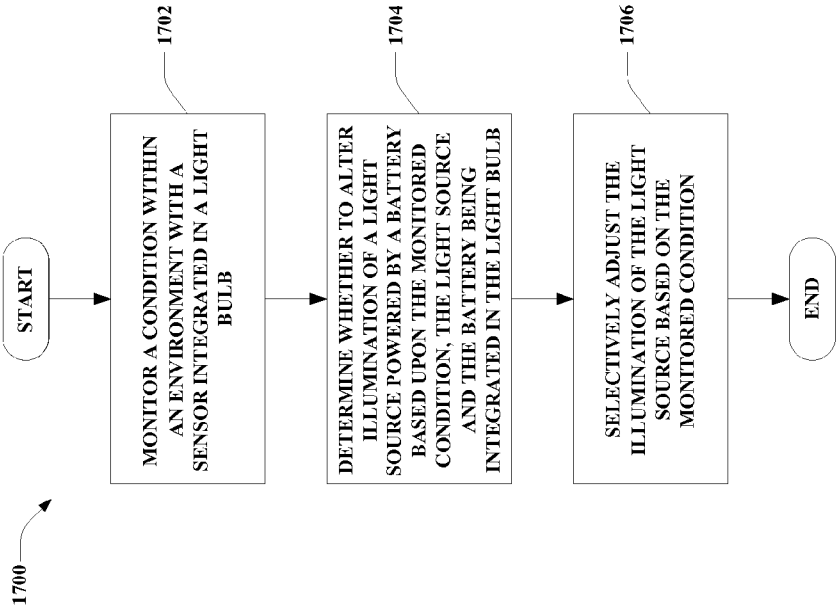 1700
START
MONITOR A CONDITION WITHIN
AN ENVIRONMENT WITH A
SENSOR INTEGRATED IN A LIGHT
BULB
1702
DETERMINE WHETHER TO ALTER
ILLUMINATION OF A LIGHT
SOURCE POWERED BY A BATTERY
BASED UPON THE MONITORED
CONDITION, THE LIGHT SOURCE
AND THE BATTERY BEING
INTEGRATED IN THE LIGHT BULB
1704
SELECTIVELY ADJUST THE
ILLUMINATION OF THE LIGHT
SOURCE BASED ON THE
MONITORED CONDITION
1706
END